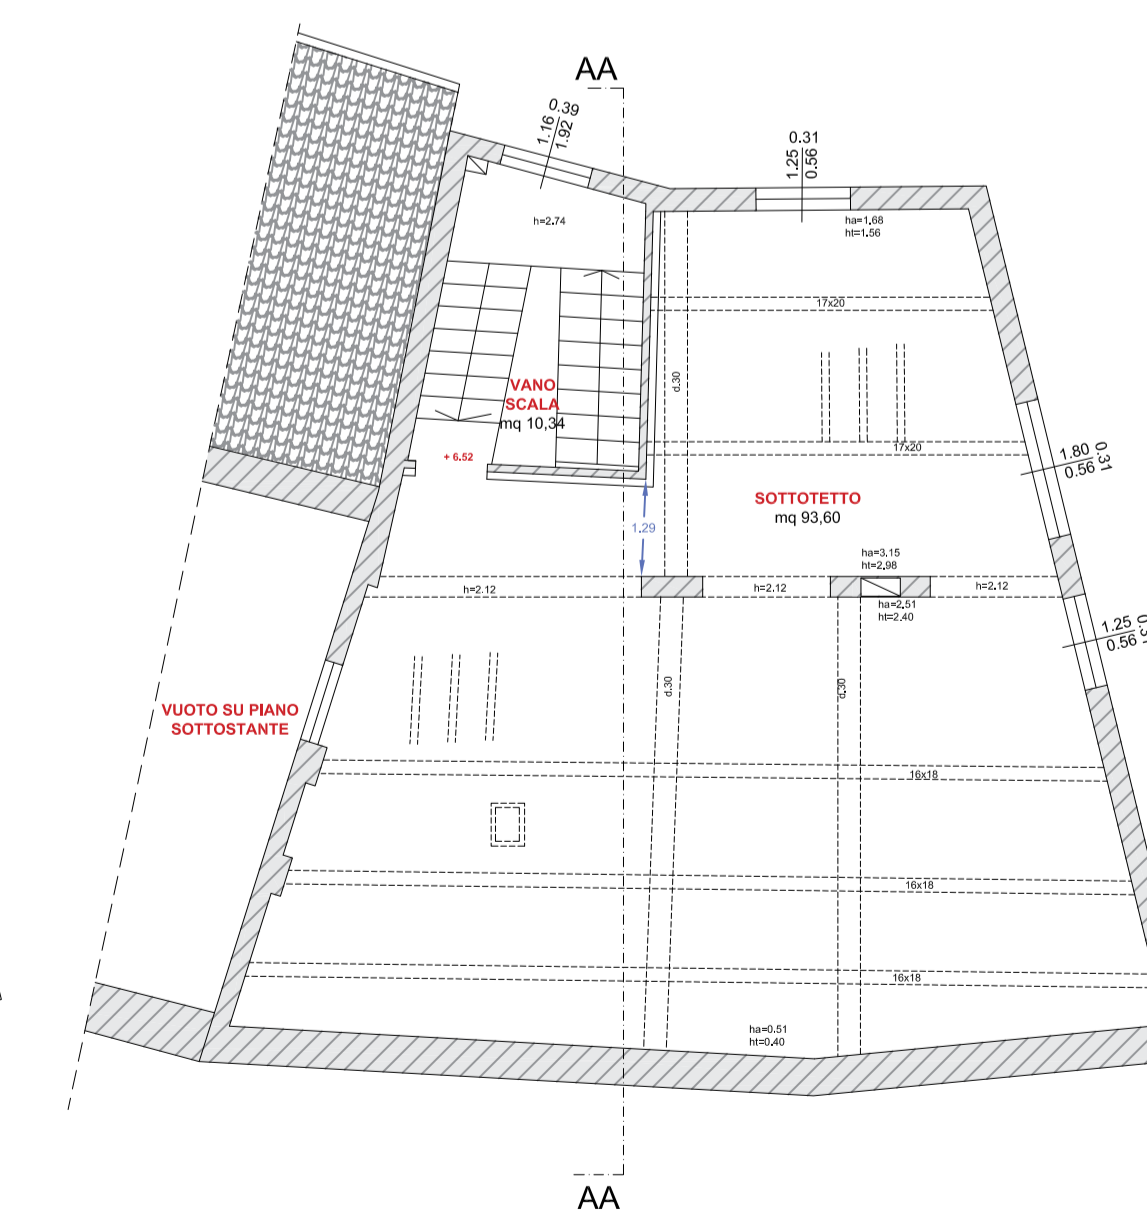 AA
1.16 0.39
1.92
1.25 0.31
0.56
h=2.74
ha=1.68
ht=1.56
17x20
d.30
VANO
SCALA
mq 10,34
17x20
+ 6.52
1.80 0.31
0.56
SOTTOTETTO
mq 93,60
1.29
ha=3.15
ht=2.98
h=2.12
h=2.12
h=2.12
ha=2.51
ht=2.40
1.25
0.56
d.30
d.30
VUOTO SU PIANO
SOTTOSTANTE
16x18
16x18
16x18
ha=0.51
ht=0.40
AA